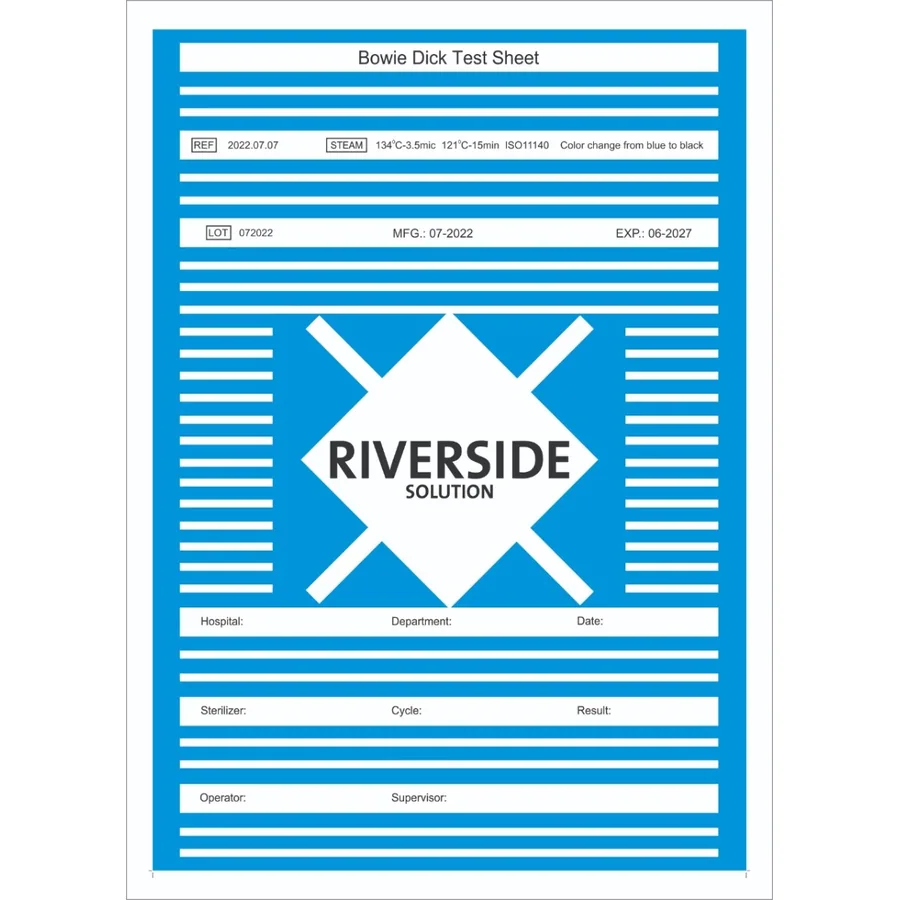 Bowie Dick Test Sheet
REF 2022.07.07 STEAM 134°C-3.5mic 121°C-15min ISO11140 Color change from blue to black
LOT 072022 MFG.: 07-2022 EXP.: 06-2027
RIVERSIDE
SOLUTION
Hospital: Department: Date:
Sterilizer: Cycle: Result:
Operator: Supervisor: